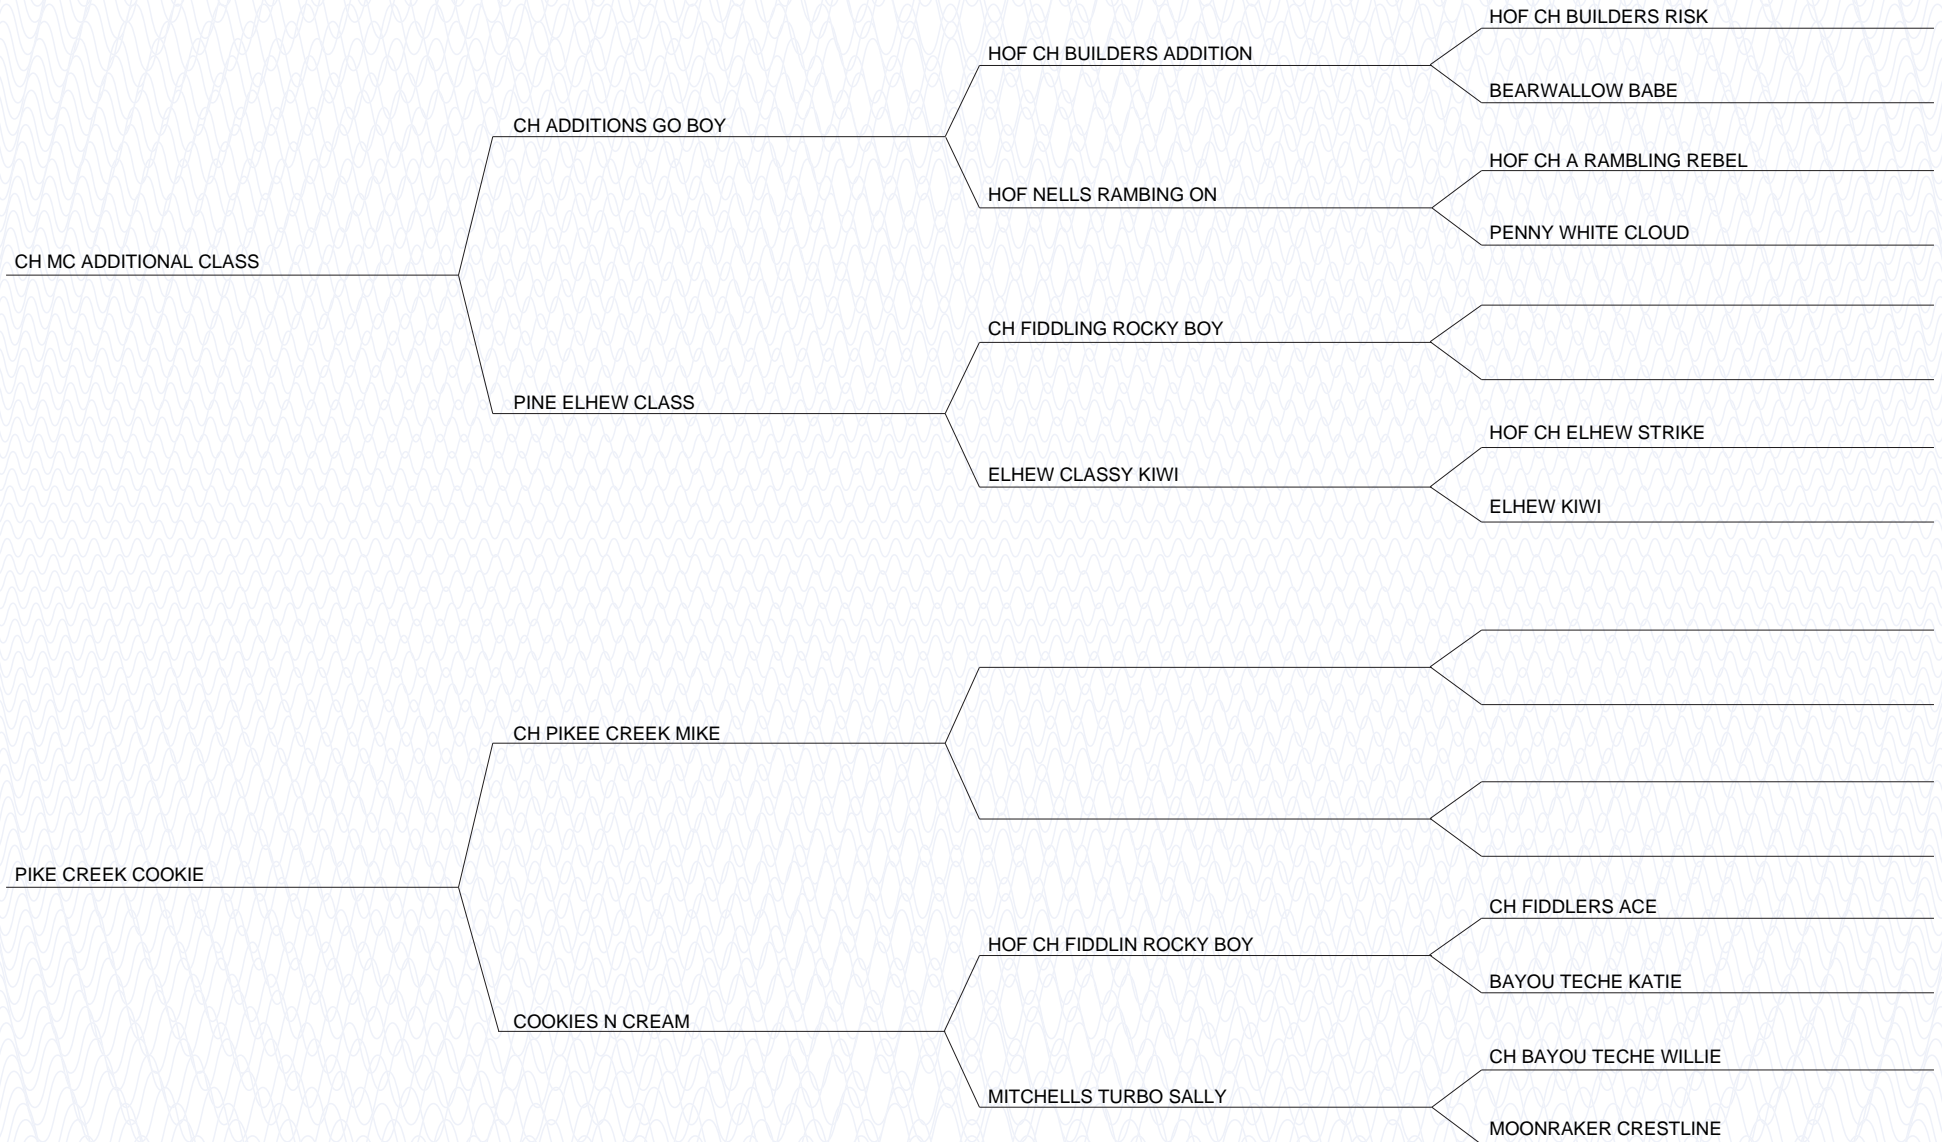 HOF CH BUILDERS RISK
HOF CH BUILDERS ADDITION
BEARWALLOW BABE
CH ADDITIONS GO BOY
HOF CH A RAMBLING REBEL
HOF NELLS RAMBING ON
PENNY WHITE CLOUD
CH MC ADDITIONAL CLASS
CH FIDDLING ROCKY BOY
PINE ELHEW CLASS
HOF CH ELHEW STRIKE
ELHEW CLASSY KIWI
ELHEW KIWI
CH PIKEE CREEK MIKE
PIKE CREEK COOKIE
CH FIDDLERS ACE
HOF CH FIDDLIN ROCKY BOY
BAYOU TECHE KATIE
COOKIES N CREAM
CH BAYOU TECHE WILLIE
MITCHELLS TURBO SALLY
MOONRAKER CRESTLINE